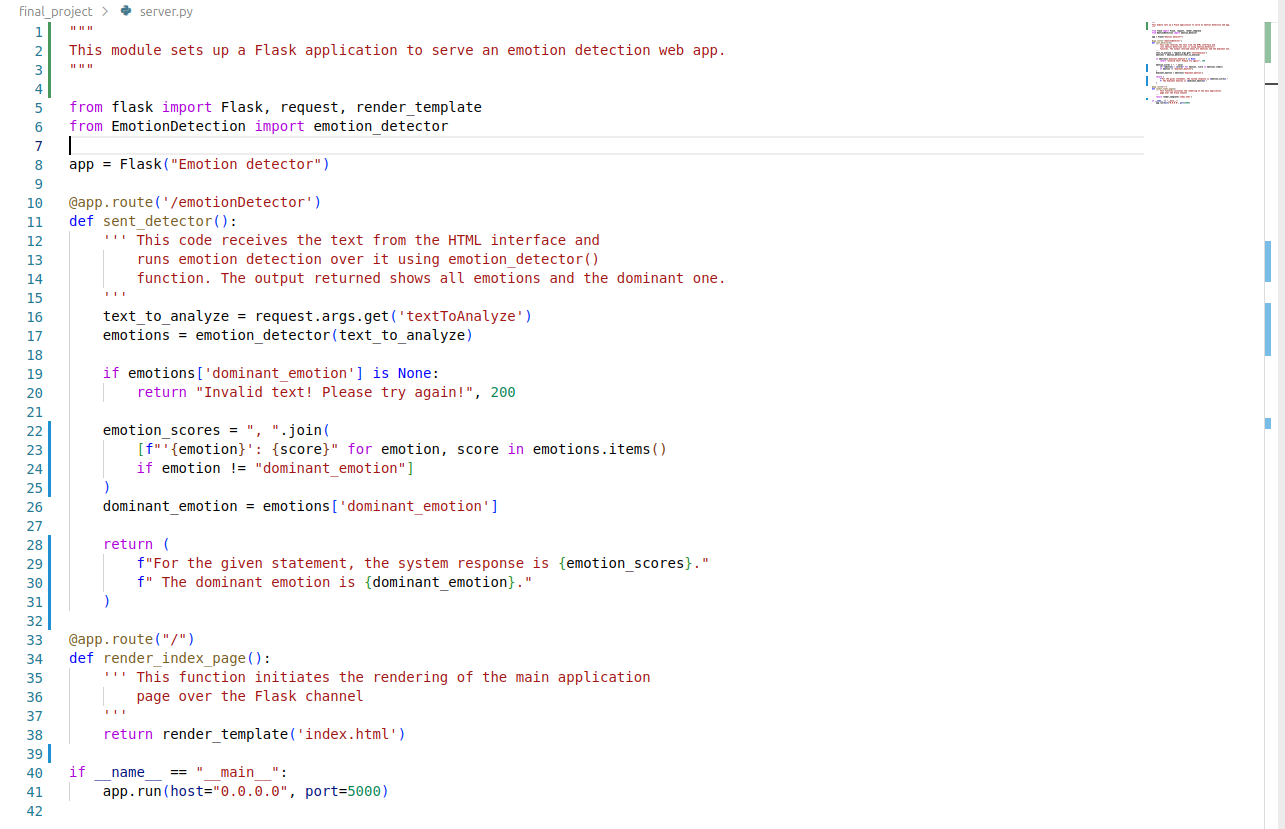 final_project > server.py
1 """
2 This module sets up a Flask application to serve an emotion detection web app.
3 """
4
5 from flask import Flask, request, render_template
6 from EmotionDetection import emotion_detector
7
8 app = Flask("Emotion detector")
9
10 @app.route('/emotionDetector')
11 def sent_detector():
12     ''' This code receives the text from the HTML interface and
13         runs emotion detection over it using emotion_detector()
14         function. The output returned shows all emotions and the dominant one.
15     '''
16     text_to_analyze = request.args.get('textToAnalyze')
17     emotions = emotion_detector(text_to_analyze)
18
19     if emotions['dominant_emotion'] is None:
20         return "Invalid text! Please try again!", 200
21
22     emotion_scores = ", ".join(
23         [f"'{emotion}': {score}" for emotion, score in emotions.items()
24         if emotion != "dominant_emotion"]
25     )
26     dominant_emotion = emotions['dominant_emotion']
27
28     return (
29         f"For the given statement, the system response is {emotion_scores}."
30         f" The dominant emotion is {dominant_emotion}."
31     )
32
33 @app.route("/")
34 def render_index_page():
35     ''' This function initiates the rendering of the main application
36         page over the Flask channel
37     '''
38     return render_template('index.html')
39
40 if __name__ == "__main__":
41     app.run(host="0.0.0.0", port=5000)
42